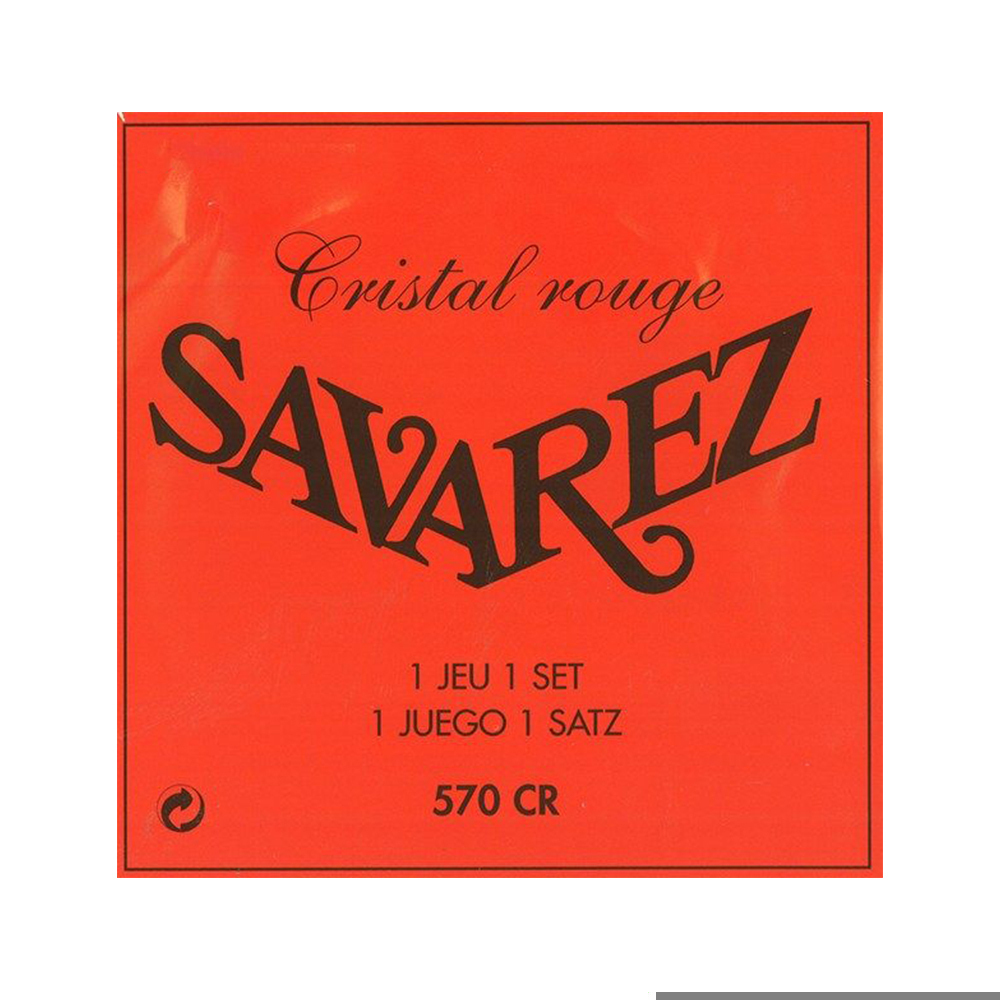 Cristal rouge
SAVAREZ
1 JEU 1 SET
1 JUEGO 1 SATZ
570 CR